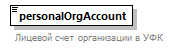 personalOrgAccount
Лицевой счет организации в УФК